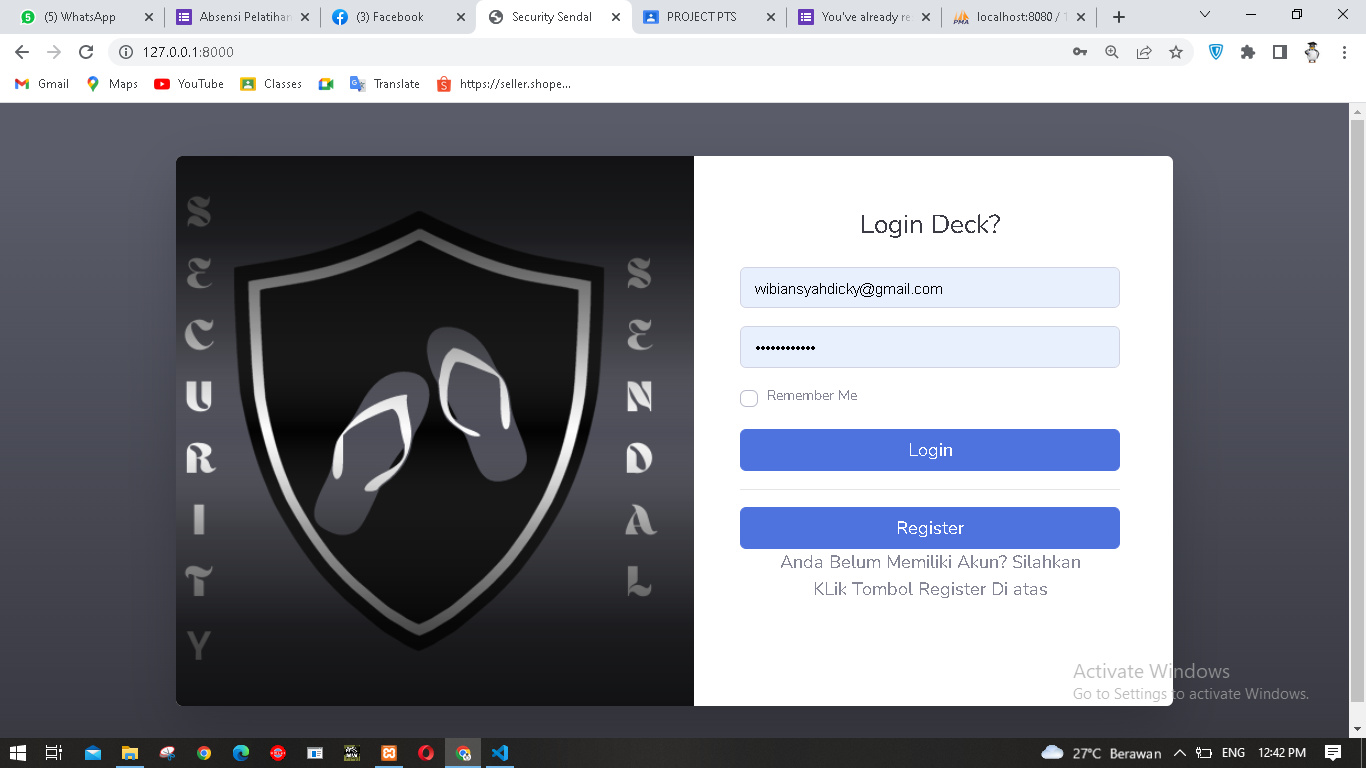 (5) WhatsApp
Absensi Pelatihan
(3) Facebook
Security Sendal
PROJECT PTS
You've already re
localhost:8080 / 1
127.0.0.1:8000
Gmail
Maps
YouTube
Classes
Translate
https://seller.shope...
SECURITY
SENDAL
Login Deck?
wibiansyahdicky@gmail.com
••••••••••••
Remember Me
Login
Register
Anda Belum Memiliki Akun? Silahkan
KLik Tombol Register Di atas
Activate Windows
Go to Settings to activate Windows.
27°C Berawan
ENG
12:42 PM